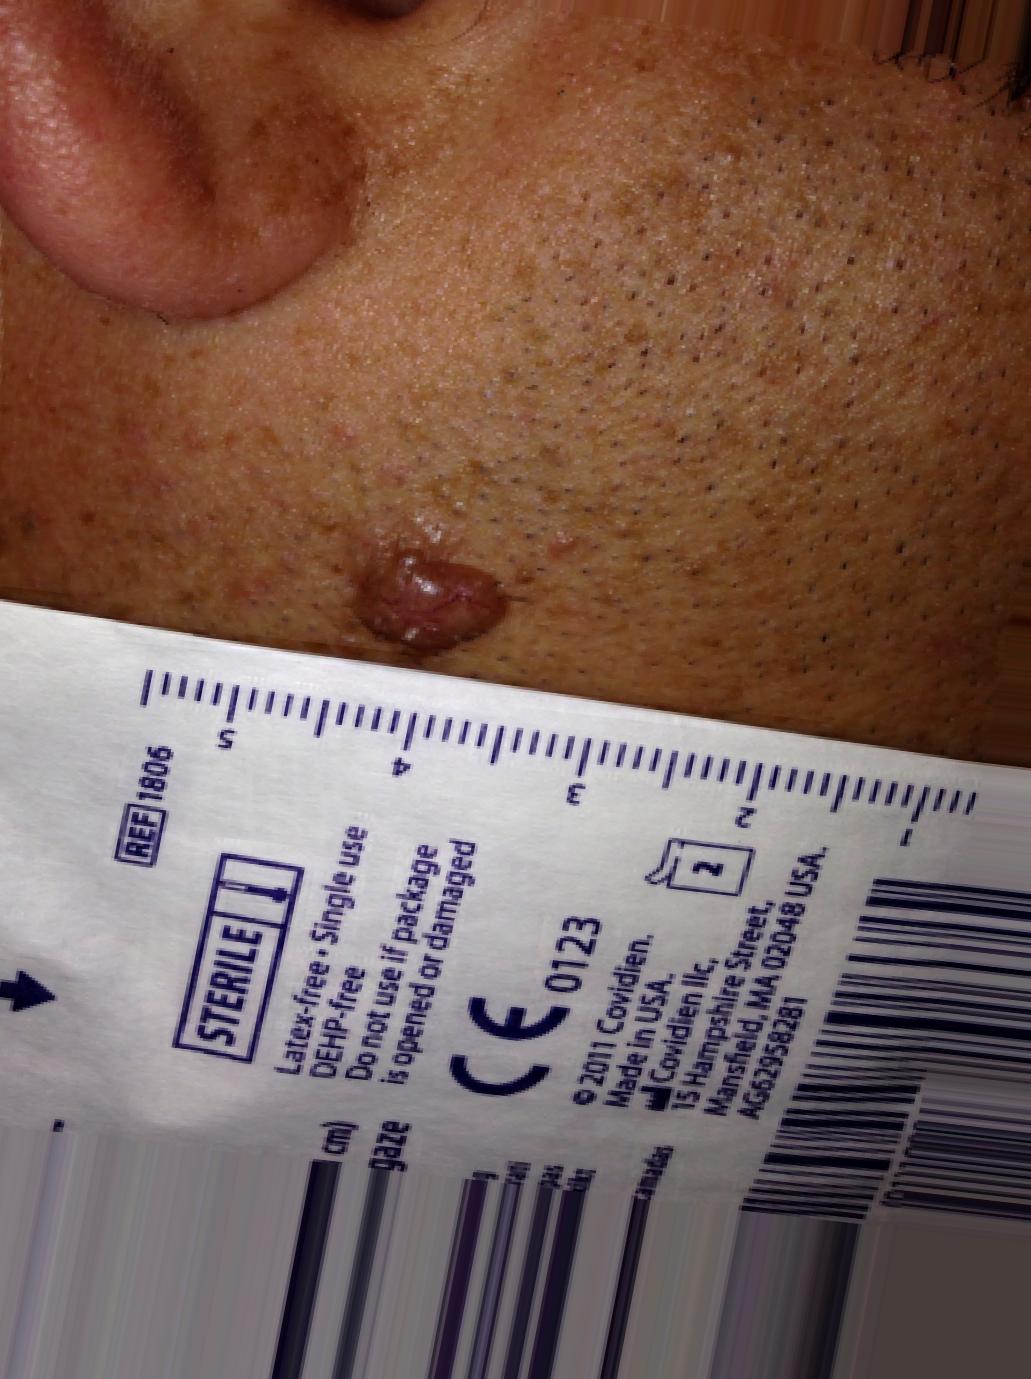 5
4
3
2
1
REF 1806
STERILE
2
Latex-free • Single use
DEHP-free
Do not use if package
is opened or damaged
CE 0123
© 2011 Covidien.
Made in USA.
Covidien llc,
15 Hampshire Street,
Mansfield, MA 02048 USA.
AG62958281
cm)
gaze